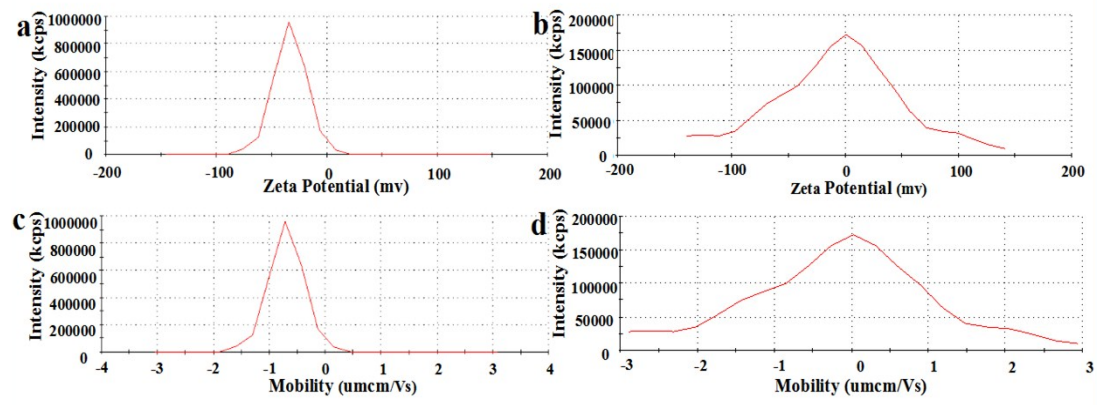 a
Intensity (kcps)
1000000
800000
600000
400000
200000
0
-200 -100 0 100 200
Zeta Potential (mv)
b
Intensity (kcps)
200000
150000
100000
50000
0
-200 -100 0 100 200
Zeta Potential (mv)
c
Intensity (kcps)
1000000
800000
600000
400000
200000
0
-4 -3 -2 -1 0 1 2 3 4
Mobility (umcm/Vs)
d
Intensity (kcps)
200000
150000
100000
50000
0
-3 -2 -1 0 1 2 3
Mobility (umcm/Vs)